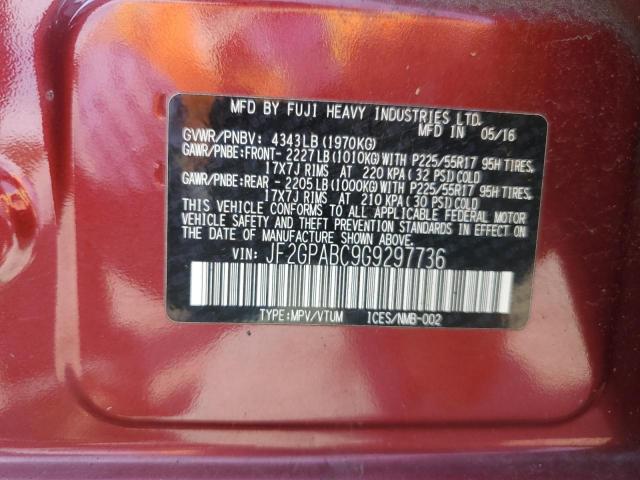 MFD BY FUJI HEAVY INDUSTRIES LTD.
MFD IN 05/16
GVWR/PNBV: 4343LB(1970KG)
GAWR/PNBE:FRONT- 2227LB(1010KG)WITH P225/55R17 95H TIRES,
17X7J RIMS AT 220 KPA(32 PSI)COLD
GAWR/PNBE:REAR - 2205LB(1000KG)WITH P225/55R17 95H TIRES,
17X7J RIMS AT 210 KPA(30 PSI)COLD
THIS VEHICLE CONFORMS TO ALL APPLICABLE FEDERAL MOTOR
VEHICLE SAFETY AND THEFT PREVENTION STANDARDS IN EFFECT ON
THE DATE OF MANUFACTURE SHOWN ABOVE.
VIN: JF2GPABC9G9297736
TYPE:MPV/VTUM ICES/NMB-002